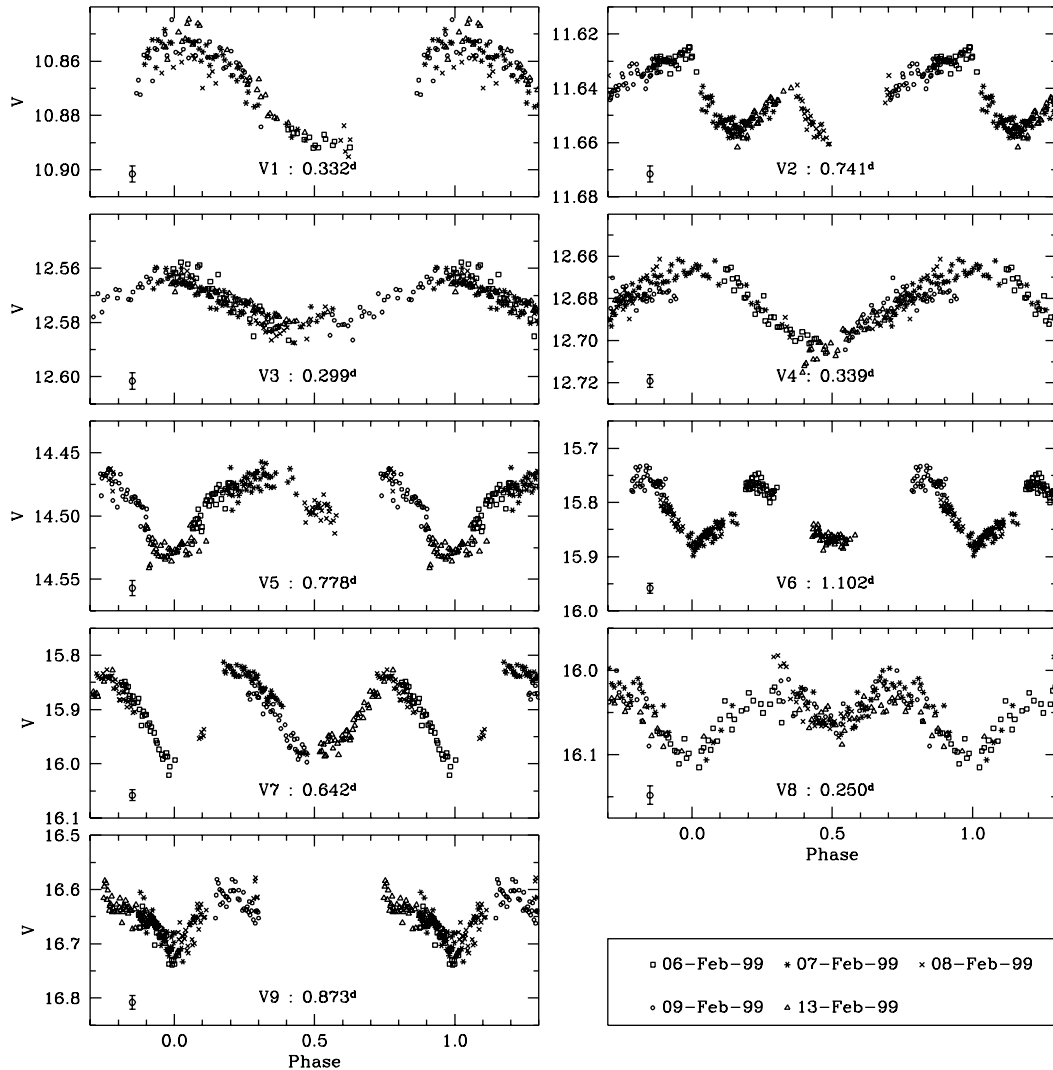 V
10.86
10.88
10.90
V1 : 0.332d
11.62
11.64
11.66
11.68
V2 : 0.741d
V
12.56
12.58
12.60
V3 : 0.299d
12.66
12.68
12.70
12.72
V4 : 0.339d
V
14.45
14.50
14.55
V5 : 0.778d
15.7
15.8
15.9
16.0
V6 : 1.102d
V
15.8
15.9
16.0
16.1
V7 : 0.642d
16.0
16.1
V8 : 0.250d
0.0 0.5 1.0
Phase
V
16.5
16.6
16.7
16.8
V9 : 0.873d
0.0 0.5 1.0
Phase
06-Feb-99 07-Feb-99 08-Feb-99
09-Feb-99 13-Feb-99